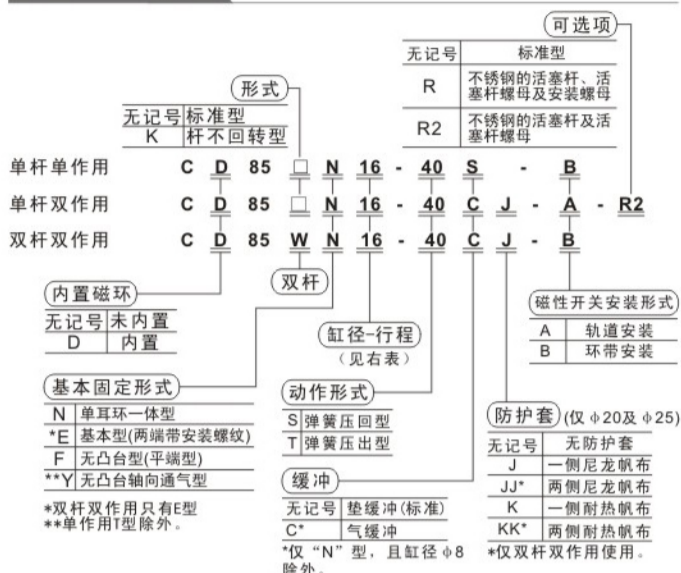 可选项
无记号 标准型
R 不锈钢的活塞杆、活
塞杆螺母及安装螺母
R2 不锈钢的活塞杆及活
塞杆螺母
形式
无记号 标准型
K 杆不回转型
单杆单作用 C D 85 □ N 16 - 40 S - B
单杆双作用 C D 85 □ N 16 - 40 C J - A - R2
双杆双作用 C D 85 W N 16 - 40 C J - B
内置磁环
无记号 未内置
D 内置
双杆
缸径-行程
(见右表)
磁性开关安装形式
A 轨道安装
B 环带安装
基本固定形式
N 单耳环一体型
*E 基本型(两端带安装螺纹)
F 无凸台型(平端型)
**Y 无凸台轴向通气型
*双杆双作用只有E型
**单作用T型除外。
动作形式
S 弹簧压回型
T 弹簧压出型
缓冲
无记号 垫缓冲(标准)
C* 气缓冲
*仅“N”型，且缸径φ8
除外。
防护套 (仅φ20及φ25)
无记号 无防护套
J 一侧尼龙帆布
JJ* 两侧尼龙帆布
K 一侧耐热帆布
KK* 两侧耐热帆布
*仅双杆双作用使用。